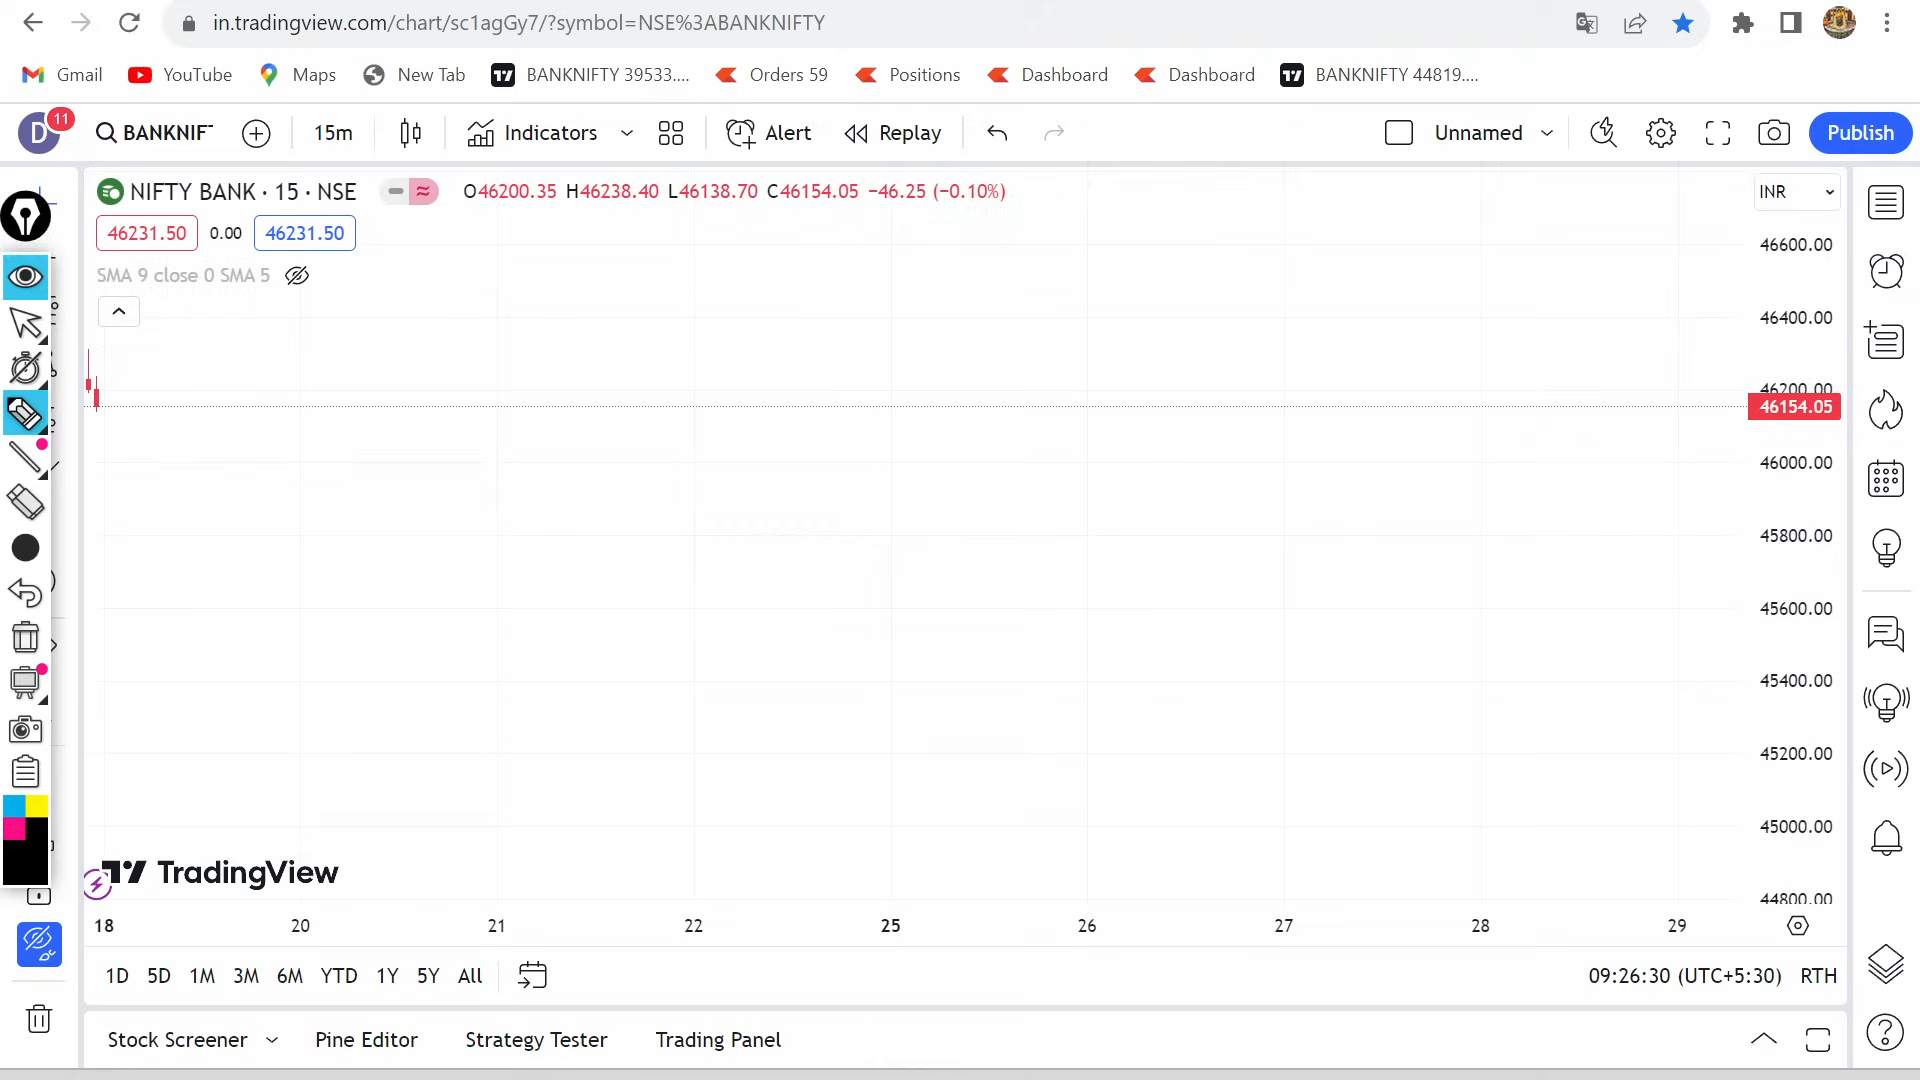 in.tradingview.com/chart/sc1agGy7/?symbol=NSE%3ABANKNIFTY
Gmail YouTube Maps New Tab BANKNIFTY 39533.... Orders 59 Positions Dashboard Dashboard BANKNIFTY 44819....
D 11 BANKNIF 15m Indicators Alert Replay Unnamed Publish
NIFTY BANK · 15 · NSE O46200.35 H46238.40 L46138.70 C46154.05 −46.25 (−0.10%) INR
46231.50 0.00 46231.50
SMA 9 close 0 SMA 5
46600.00
46400.00
46200.00
46154.05
46000.00
45800.00
45600.00
45400.00
45200.00
45000.00
TradingView
44800.00
18 20 21 22 25 26 27 28 29
1D 5D 1M 3M 6M YTD 1Y 5Y All 09:26:30 (UTC+5:30) RTH
Stock Screener Pine Editor Strategy Tester Trading Panel